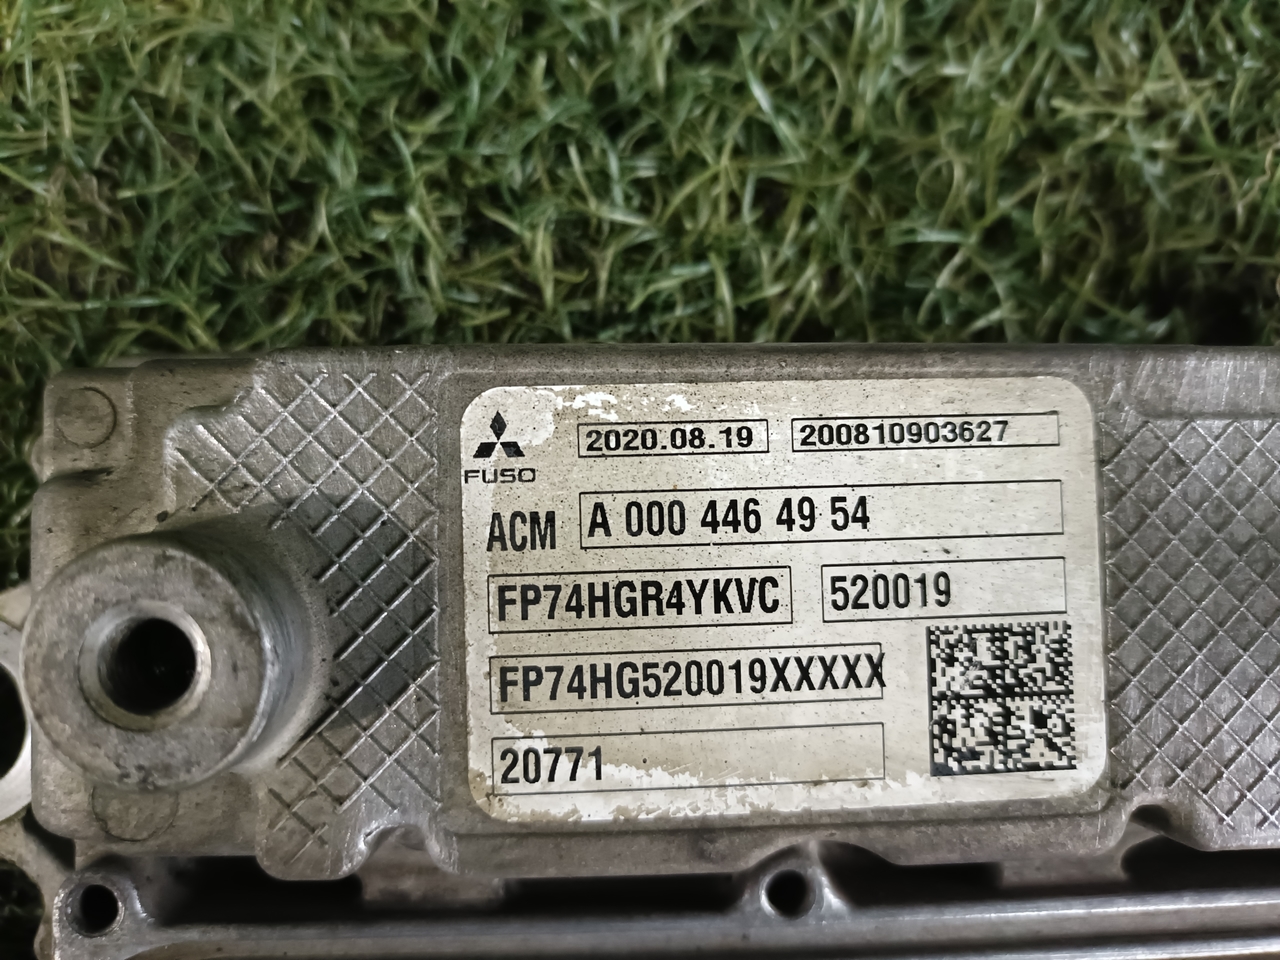 2020.08.19 200810903627
FUSO
ACM A 000 446 49 54
FP74HGR4YKVC 520019
FP74HG520019XXXXX
20771